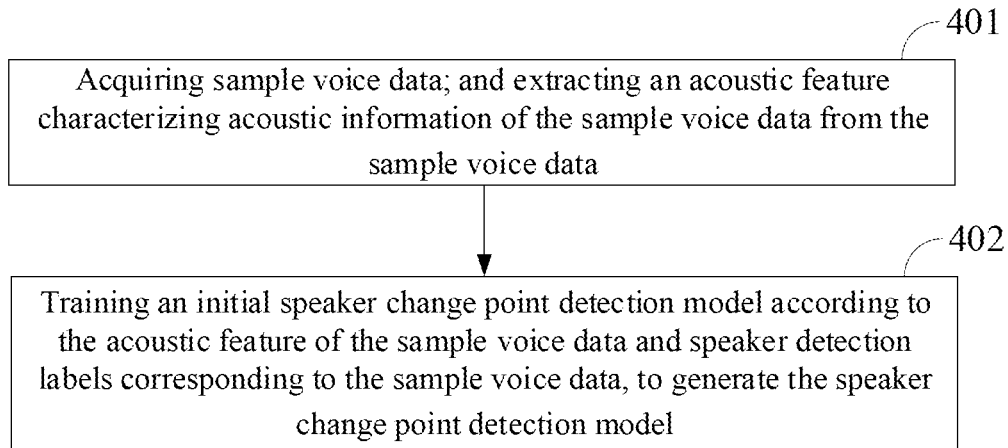 401
Acquiring sample voice data; and extracting an acoustic feature
characterizing acoustic information of the sample voice data from the
sample voice data
402
Training an initial speaker change point detection model according to
the acoustic feature of the sample voice data and speaker detection
labels corresponding to the sample voice data, to generate the speaker
change point detection model